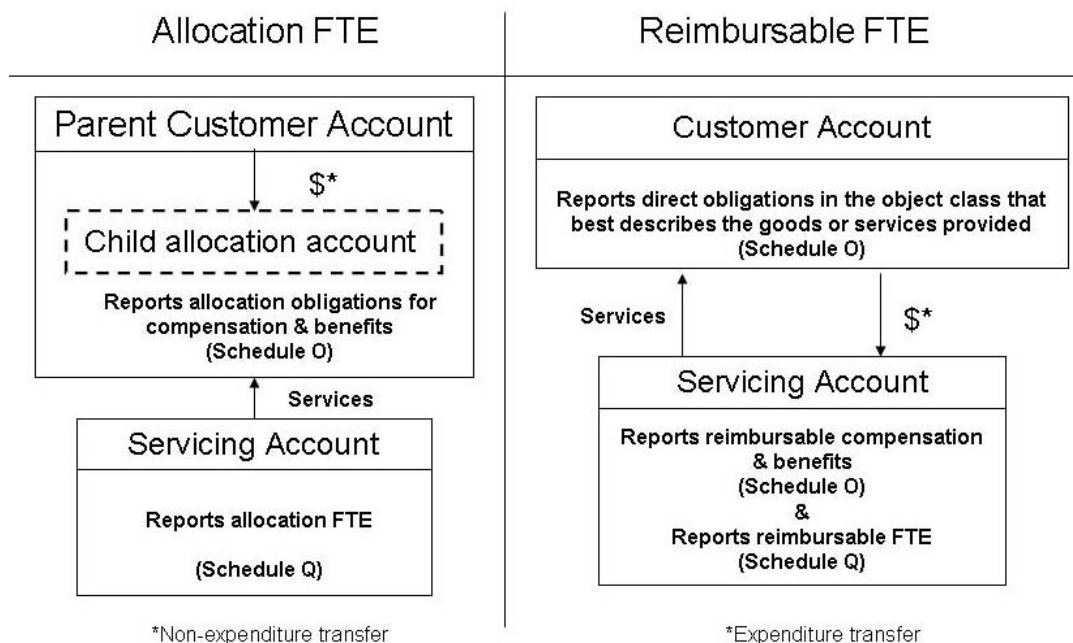 Allocation FTE
Parent Customer Account
$*
Child allocation account
Reports allocation obligations for
compensation & benefits
(Schedule O)
Services
Servicing Account
Reports allocation FTE
(Schedule Q)
*Non-expenditure transfer
Reimbursable FTE
Customer Account
Reports direct obligations in the object class that
best describes the goods or services provided
(Schedule O)
Services
$*
Servicing Account
Reports reimbursable compensation
& benefits
(Schedule O)
&
Reports reimbursable FTE
(Schedule Q)
*Expenditure transfer